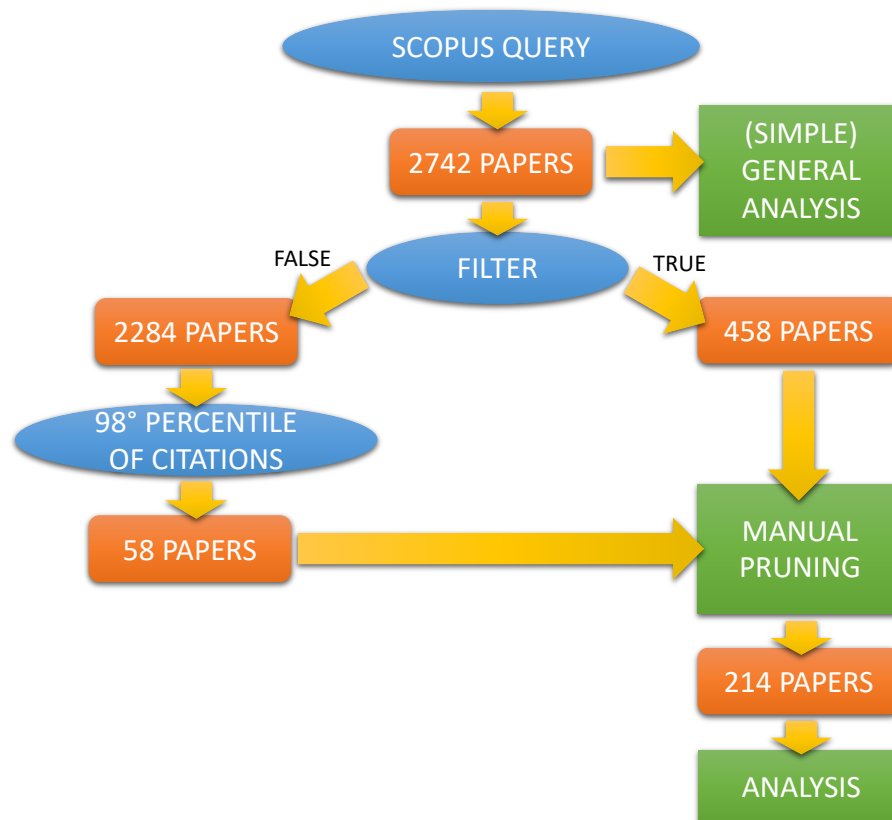 SCOPUS QUERY
2742 PAPERS
(SIMPLE)
GENERAL
ANALYSIS
FILTER
FALSE
TRUE
2284 PAPERS
458 PAPERS
98° PERCENTILE
OF CITATIONS
58 PAPERS
MANUAL
PRUNING
214 PAPERS
ANALYSIS